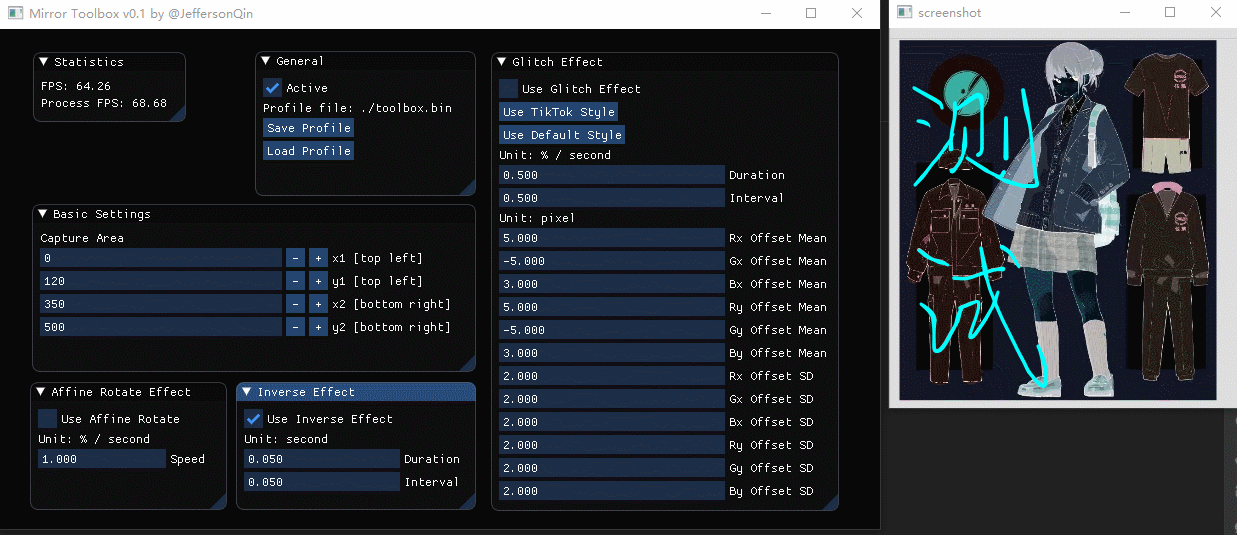 Mirror Toolbox v0.1 by @JeffersonQin
Statistics
FPS: 64.26
Process FPS: 68.68
General
Active
Profile file: ./toolbox.bin
Save Profile
Load Profile
Basic Settings
Capture Area
0 - + x1 [top left]
120 - + y1 [top left]
350 - + x2 [bottom right]
500 - + y2 [bottom right]
Affine Rotate Effect
Use Affine Rotate
Unit: % / second
1.000 Speed
Inverse Effect
Use Inverse Effect
Unit: second
0.050 Duration
0.050 Interval
Glitch Effect
Use Glitch Effect
Use TikTok Style
Use Default Style
Unit: % / second
0.500 Duration
0.500 Interval
Unit: pixel
5.000 Rx Offset Mean
-5.000 Gx Offset Mean
3.000 Bx Offset Mean
5.000 Ry Offset Mean
-5.000 Gy Offset Mean
3.000 By Offset Mean
2.000 Rx Offset SD
2.000 Gx Offset SD
2.000 Bx Offset SD
2.000 Ry Offset SD
2.000 Gy Offset SD
2.000 By Offset SD
screenshot
测
试